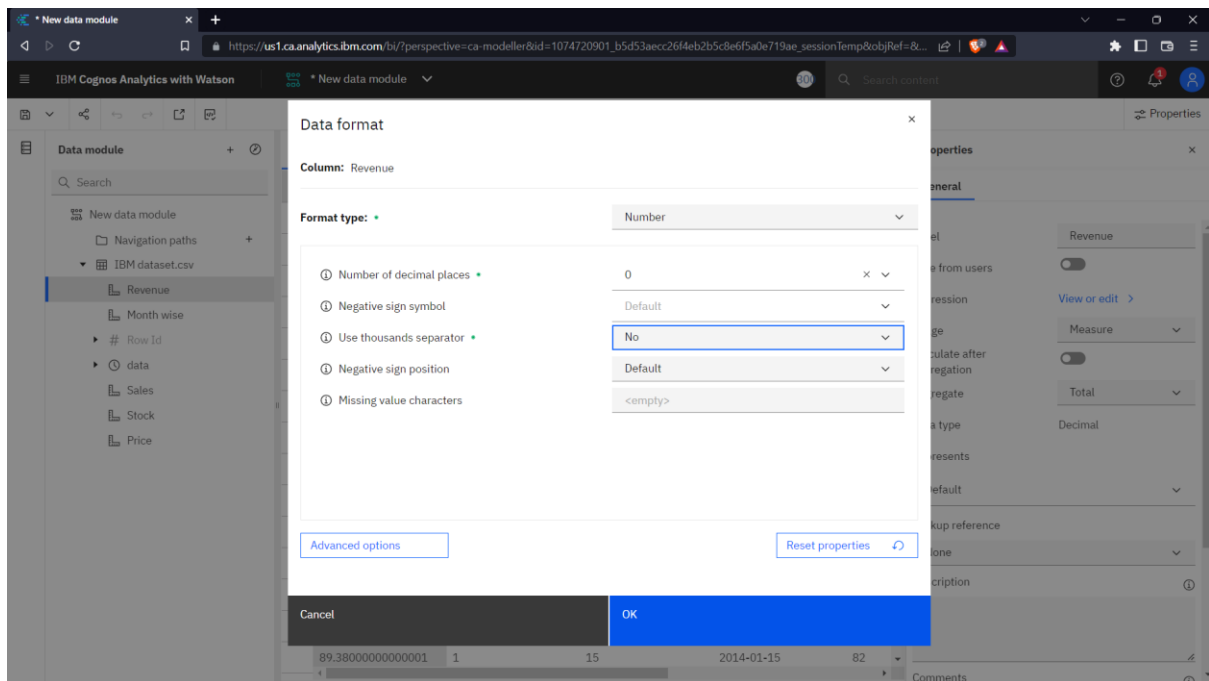 * New data module
https://us1.ca.analytics.ibm.com/bi/?perspective=ca-modeller&id=1074720901_b5d53aecc26f4eb2b5c8e6f5a0e719ae_sessionTemp&objRef=&...
IBM Cognos Analytics with Watson
* New data module
Search content
Properties
Data module
Search
New data module
Navigation paths
IBM dataset.csv
Revenue
Month wise
# Row Id
data
Sales
Stock
Price
Data format
Column: Revenue
Format type:
Number
Number of decimal places
0
Negative sign symbol
Default
Use thousands separator
No
Negative sign position
Default
Missing value characters
<empty>
Advanced options
Reset properties
Cancel
OK
89.38000000000001 1 15 2014-01-15 82
operties
eneral
el
Revenue
e from users
ression
View or edit >
ge
Measure
culate after
regation
regate
Total
a type
Decimal
resents
efault
kup reference
lone
cription
Comments